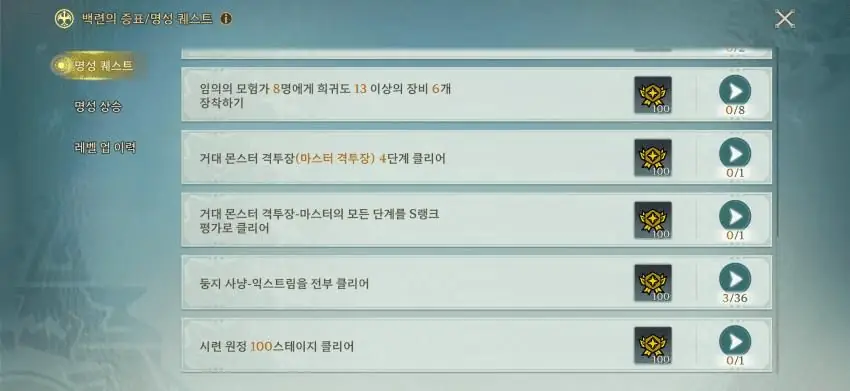 백련의 증표/명성 퀘스트
명성 퀘스트
명성 상승
레벨 업 이력
임의의 모험가 8명에게 희귀도 13 이상의 장비 6개
장착하기
100
0/8
거대 몬스터 격투장(마스터 격투장) 4단계 클리어
100
0/1
거대 몬스터 격투장-마스터의 모든 단계를 S랭크
평가로 클리어
100
0/1
둥지 사냥-익스트림을 전부 클리어
100
3/36
시련 원정 100스테이지 클리어
100
0/1